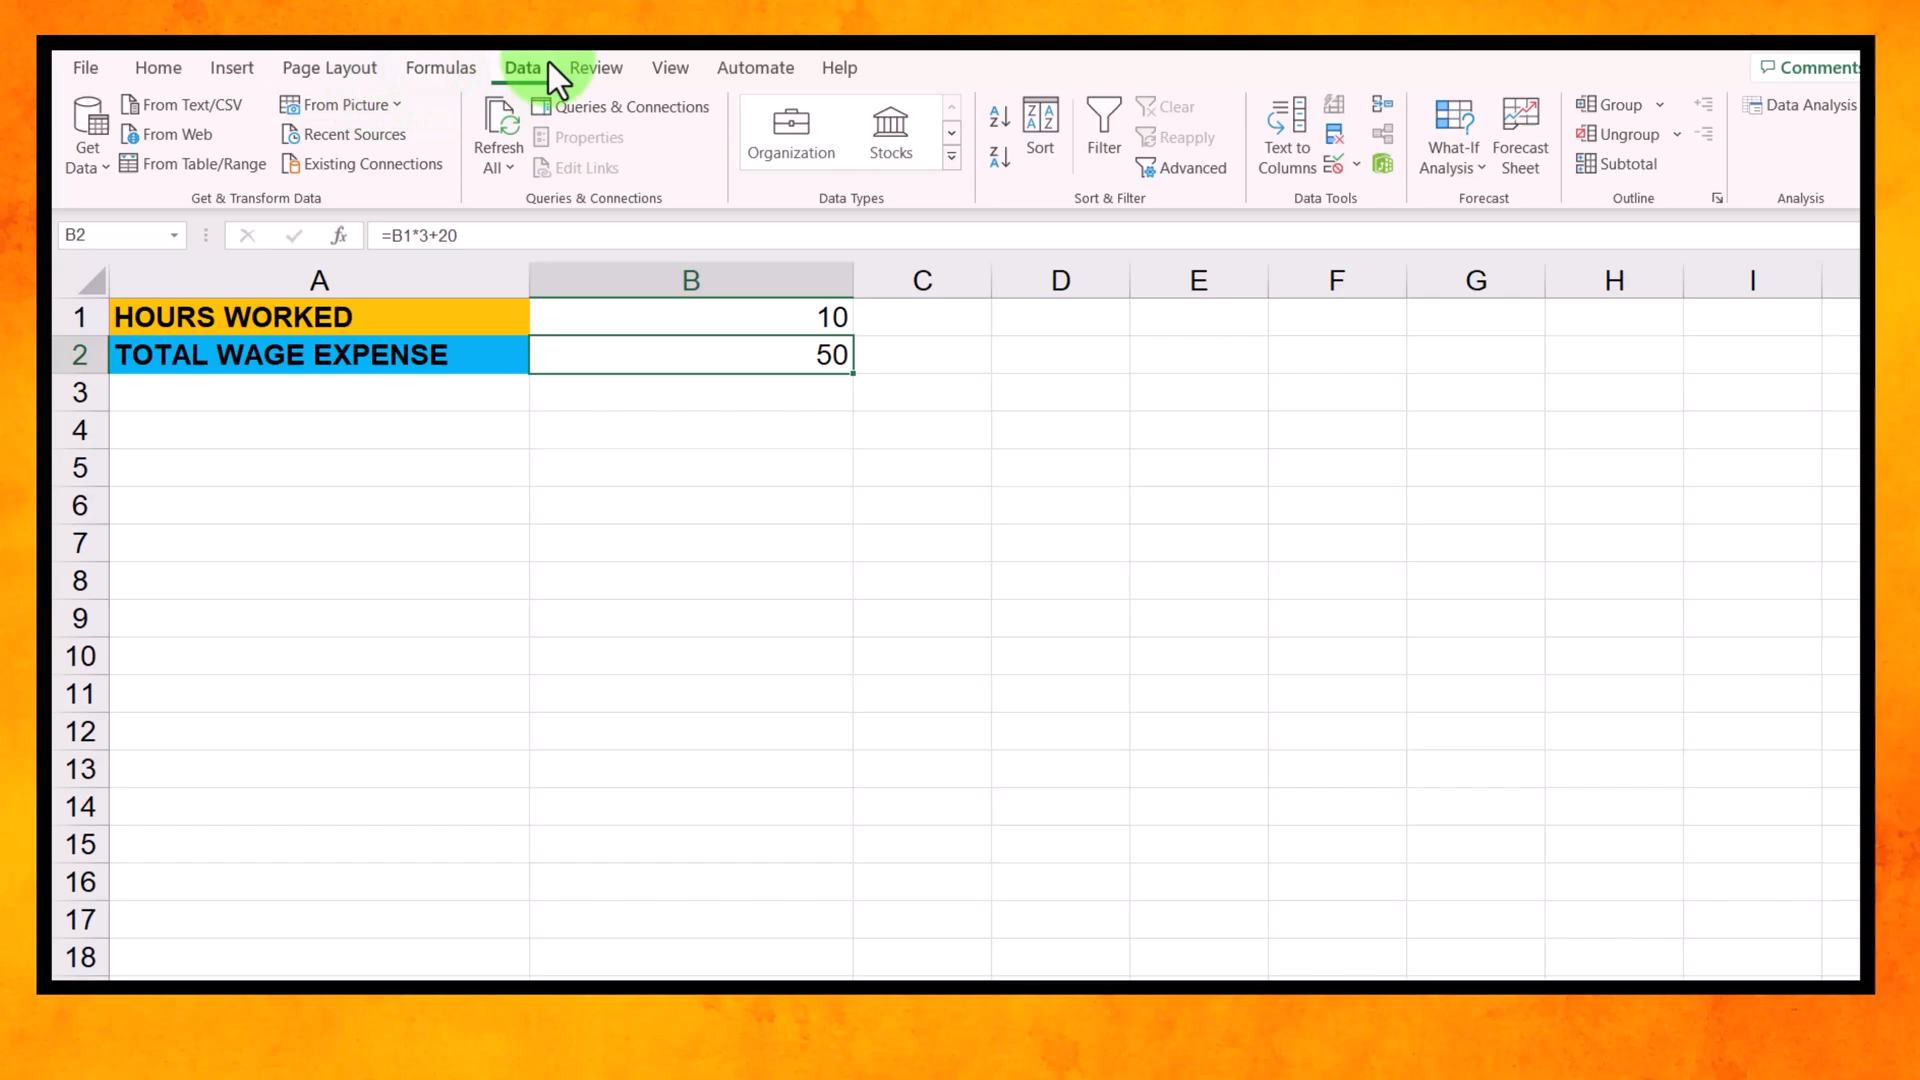 File Home Insert Page Layout Formulas Data Review View Automate Help Comments
Get Data
From Text/CSV
From Web
From Table/Range
From Picture
Recent Sources
Existing Connections
Get & Transform Data
Refresh All
Queries & Connections
Properties
Edit Links
Queries & Connections
Organization
Stocks
Data Types
Sort
Filter
Clear
Reapply
Advanced
Sort & Filter
Text to Columns
Data Tools
What-If Analysis
Forecast Sheet
Forecast
Group
Ungroup
Subtotal
Outline
Data Analysis
Analysis
B2 fx =B1*3+20
A B C D E F G H I
1 HOURS WORKED 10
2 TOTAL WAGE EXPENSE 50
3
4
5
6
7
8
9
10
11
12
13
14
15
16
17
18